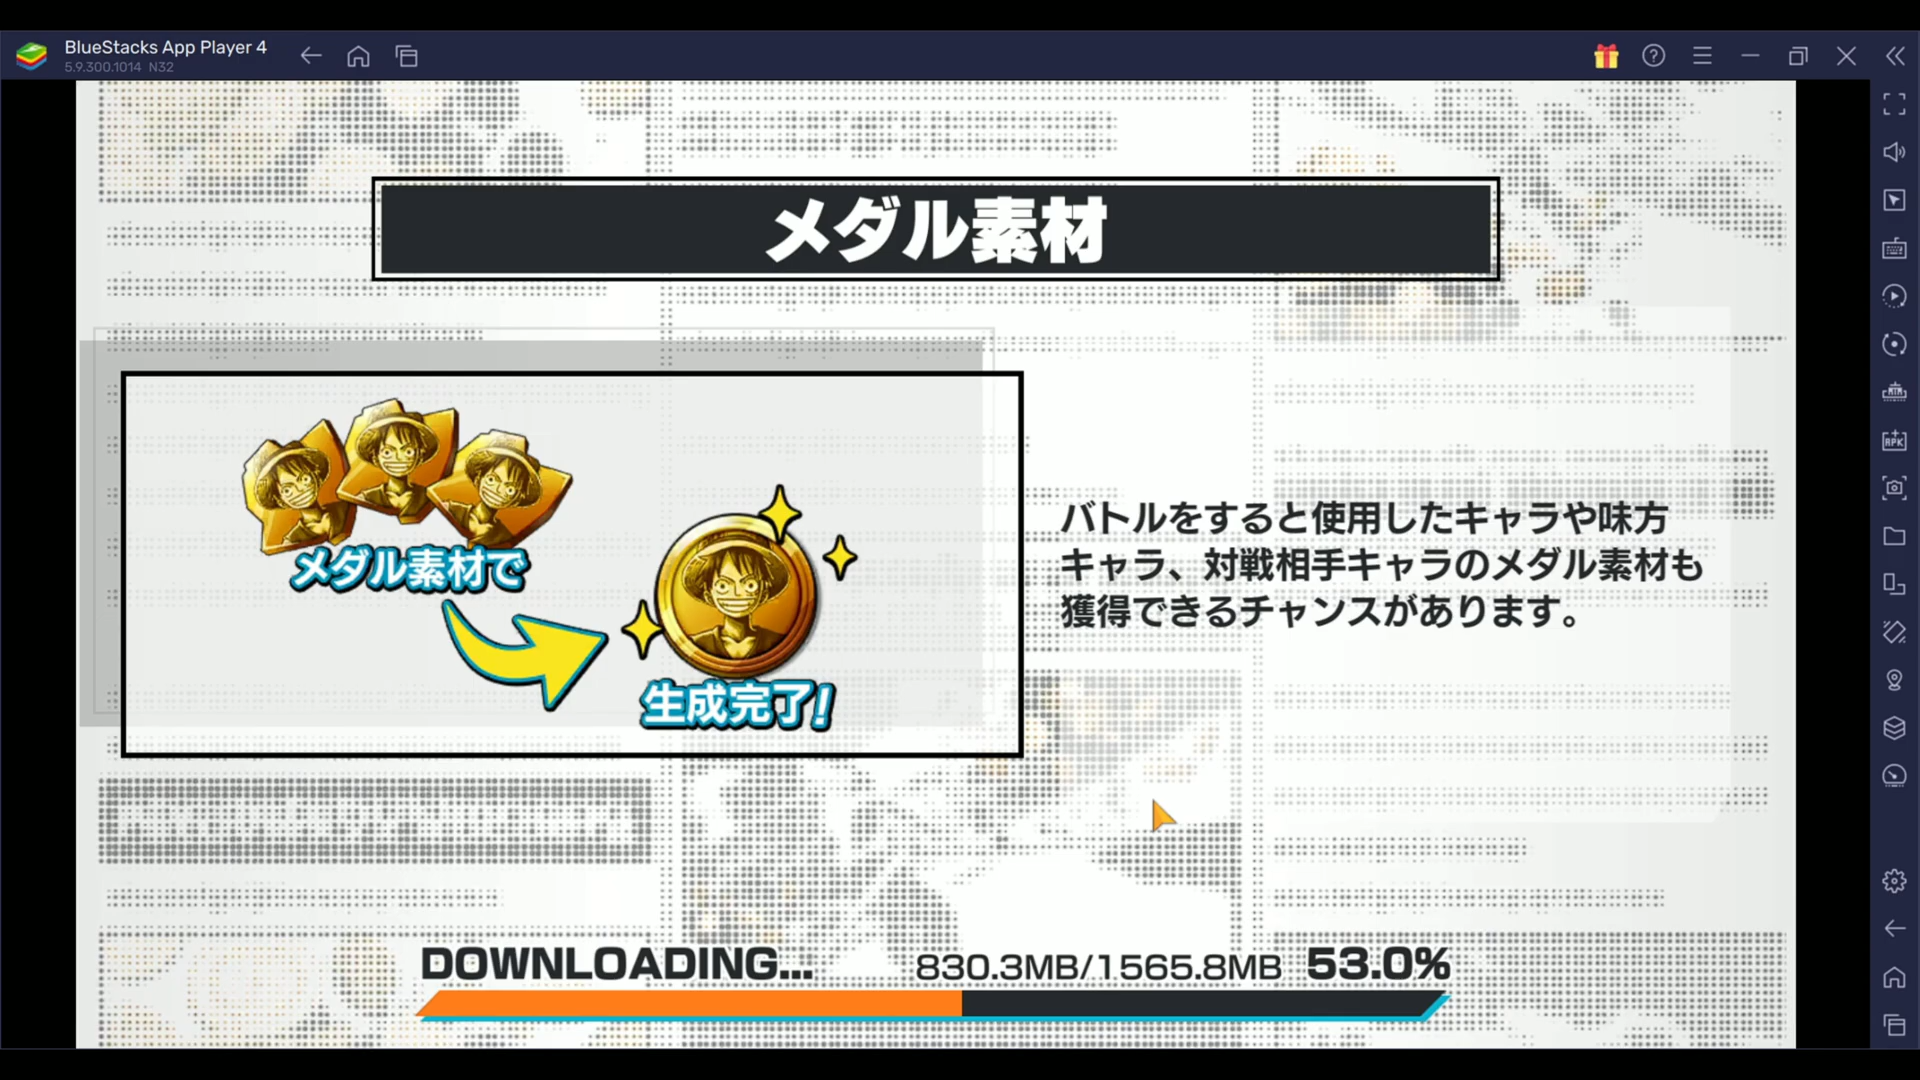 BlueStacks App Player 4
5.9.300.1014 N32
メダル素材
メダル素材で
生成完了!
バトルをすると使用したキャラや味方
キャラ、対戦相手キャラのメダル素材も
獲得できるチャンスがあります。
DOWNLOADING... 830.3MB/1565.8MB 53.0%